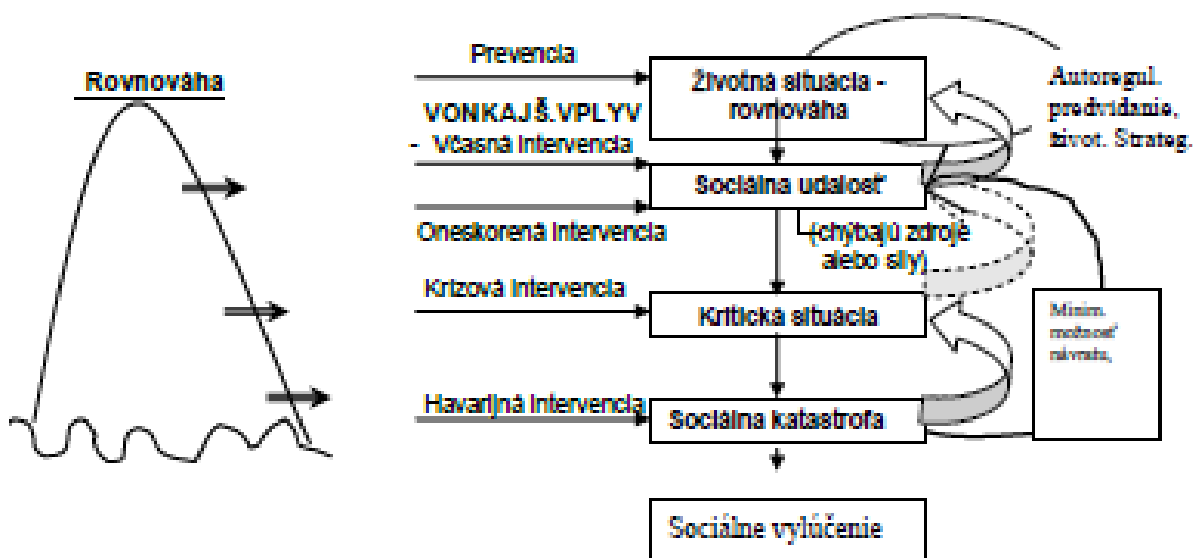 Rovnováha
Prevencia
VONKAJŠ.VPLYV
- Včasná Intervencia
Oneskorená Intervencia
Krízová Intervencia
Havarijná Intervencia
Životná situácia -
rovnováha
Sociálna udalosť
(chýbajú zdroje
alebo sily)
Kritická situácia
Sociálna katastrofa
Sociálne vylúčenie
Autoregul.
predvídanie,
život. Strateg.
Minim.
možnosť
návratu,